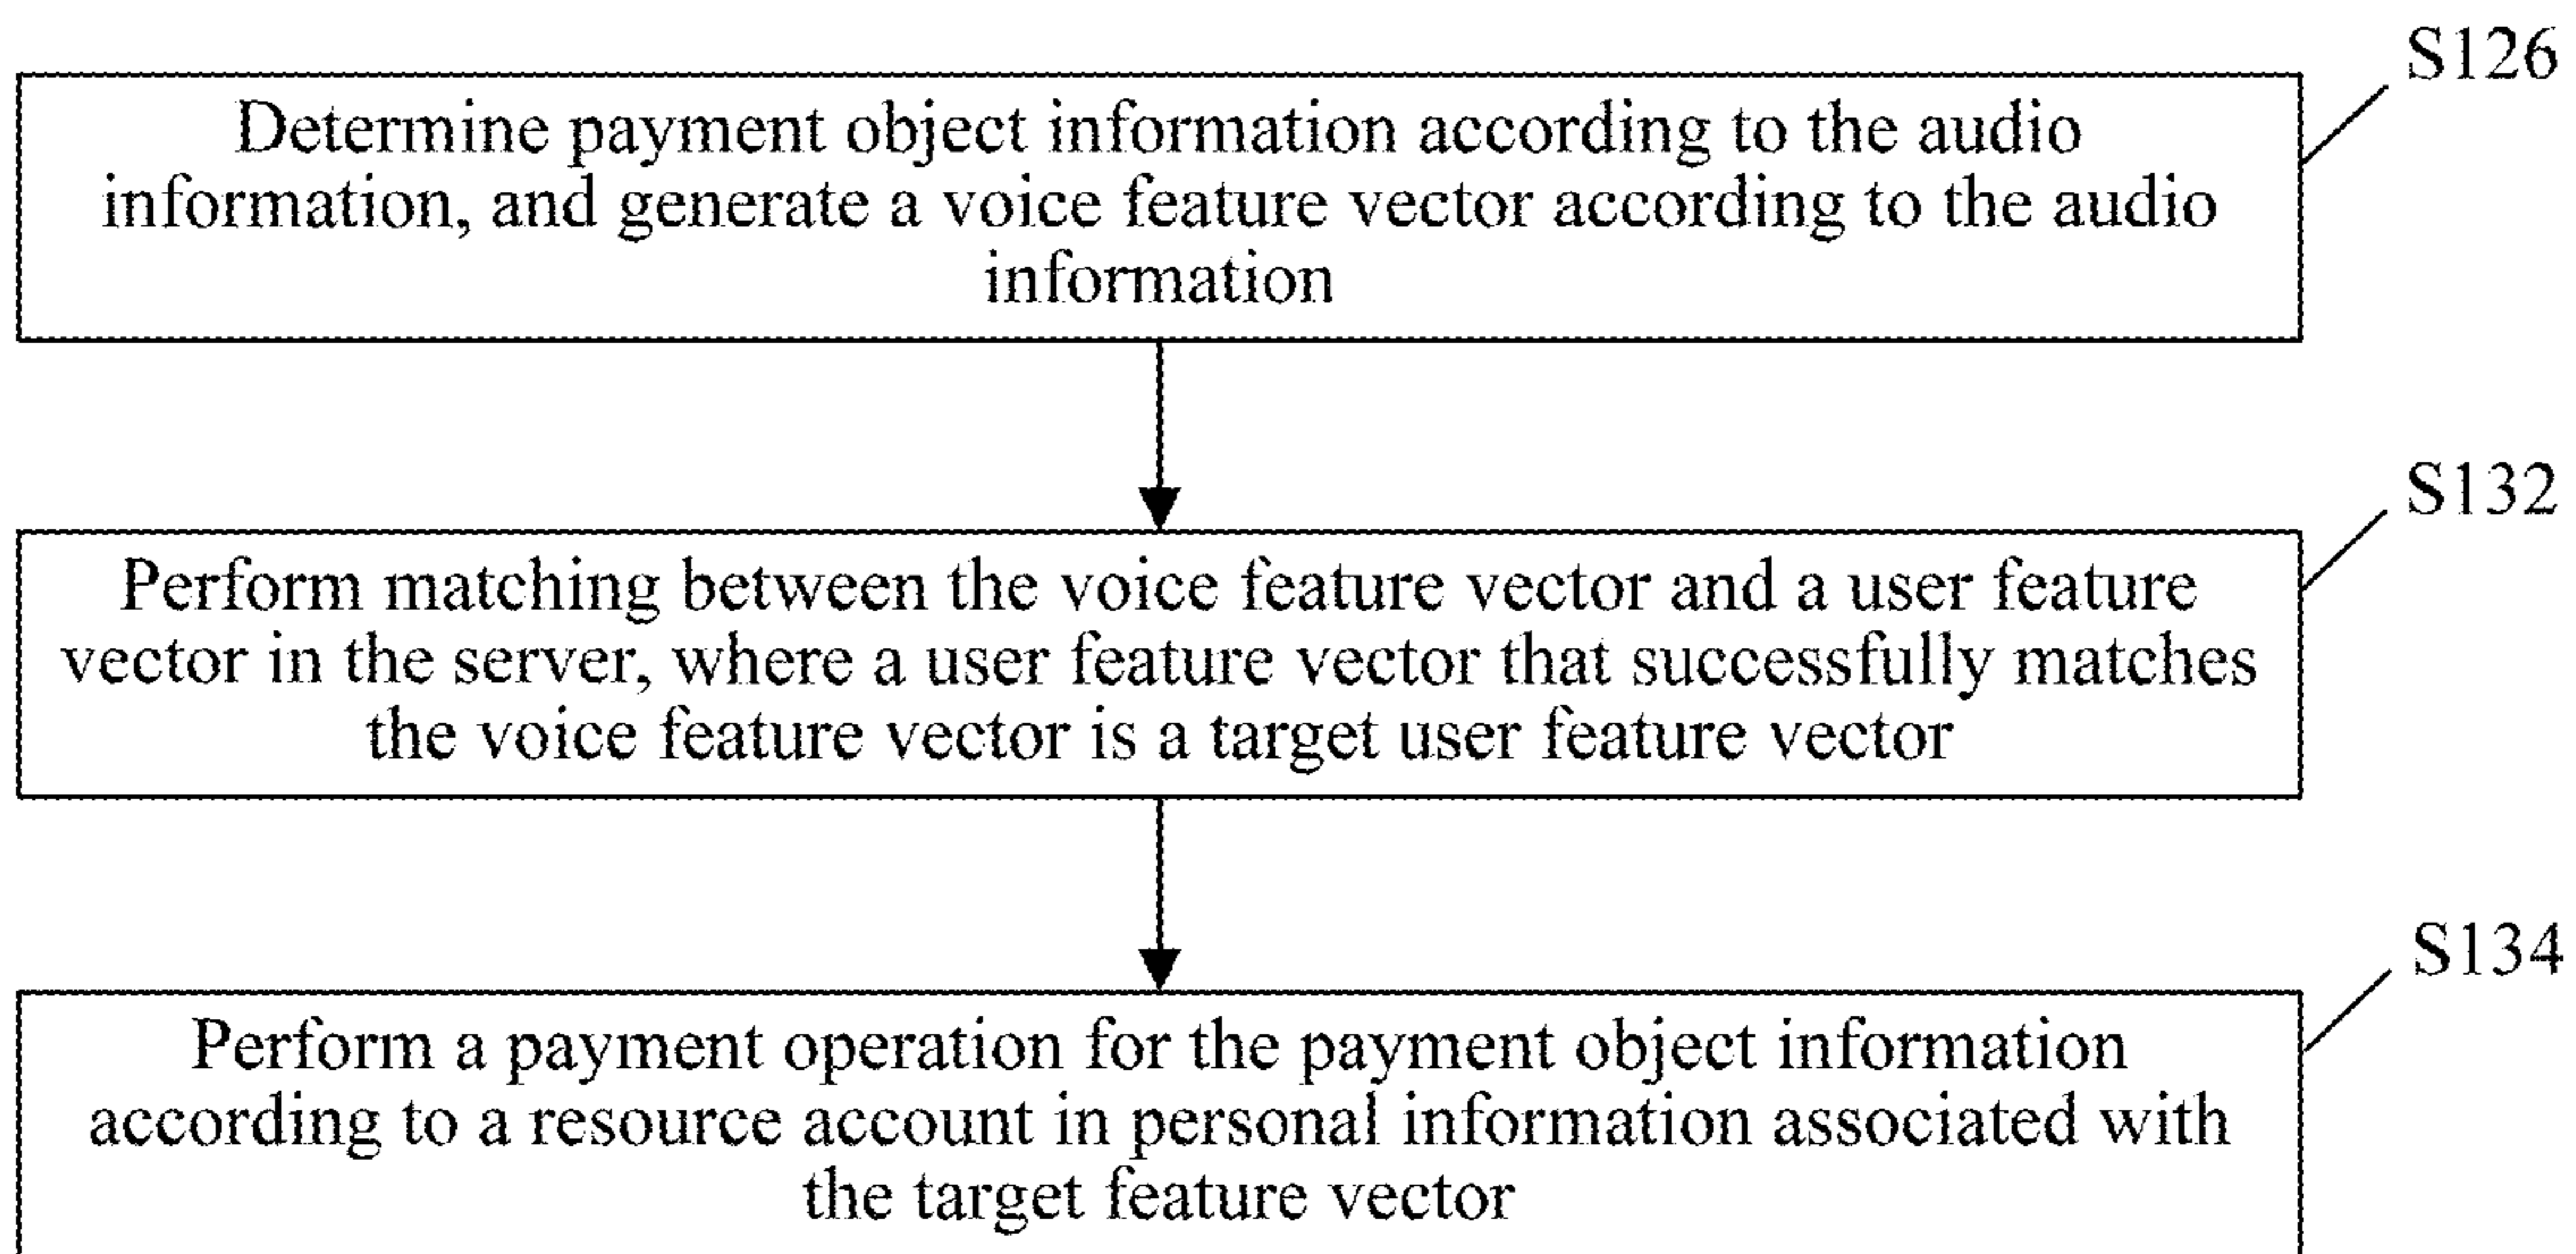 S126
Determine payment object information according to the audio
information, and generate a voice feature vector according to the audio
information
S132
Perform matching between the voice feature vector and a user feature
vector in the server, where a user feature vector that successfully matches
the voice feature vector is a target user feature vector
S134
Perform a payment operation for the payment object information
according to a resource account in personal information associated with
the target feature vector